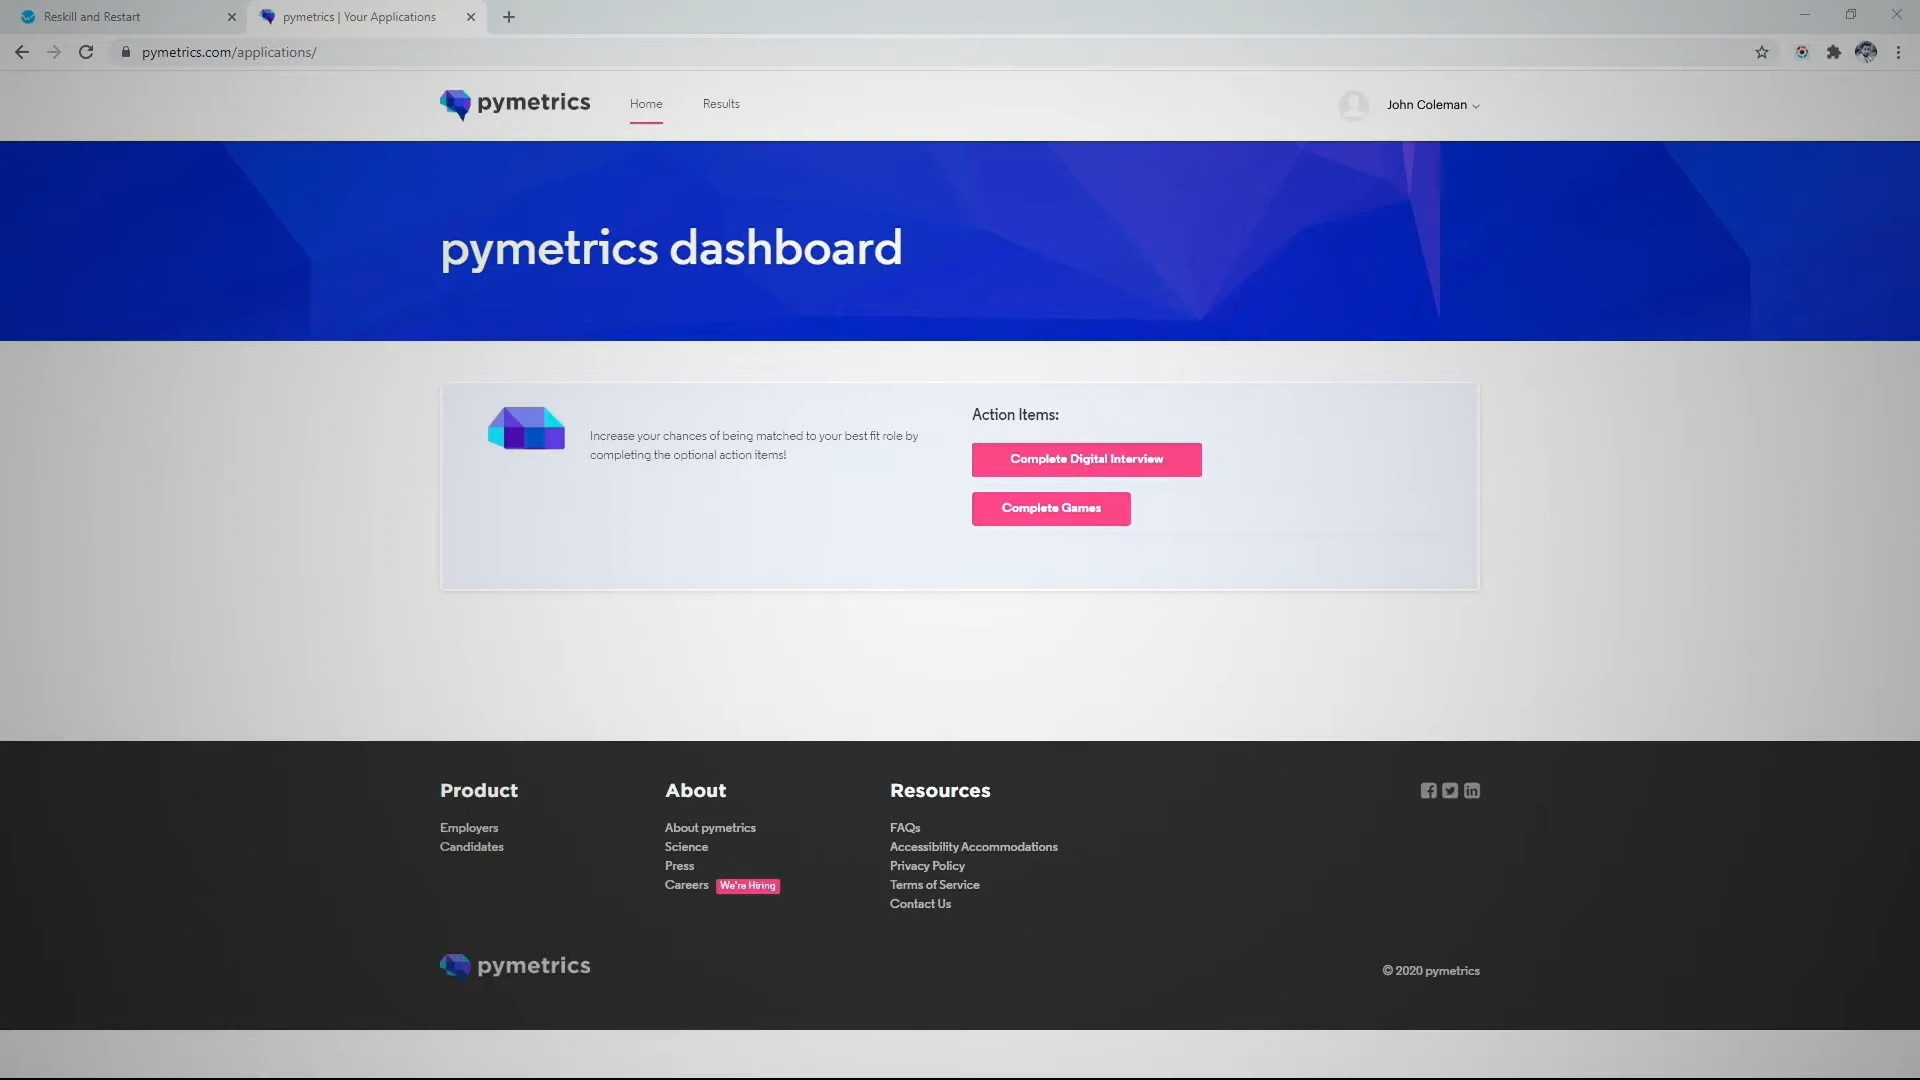 Reskill and Restart
pymetrics | Your Applications
pymetrics.com/applications/
pymetrics
Home
Results
John Coleman
pymetrics dashboard
Increase your chances of being matched to your best fit role by
completing the optional action items!
Action Items:
Complete Digital Interview
Complete Games
Product
Employers
Candidates
About
About pymetrics
Science
Press
Careers We're Hiring
Resources
FAQs
Accessibility Accommodations
Privacy Policy
Terms of Service
Contact Us
pymetrics
© 2020 pymetrics